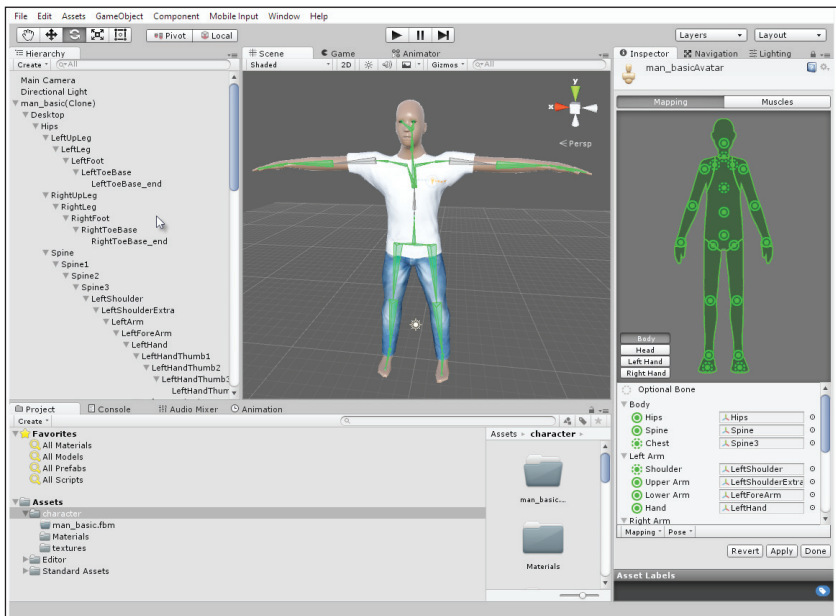 File Edit Assets GameObject Component Mobile Input Window Help
Pivot Local
Layers
Layout
Hierarchy
Create
All
Main Camera
Directional Light
man_basic(Clone)
Desktop
Hips
LeftUpLeg
LeftLeg
LeftFoot
LeftToeBase
LeftToeBase_end
RightUpLeg
RightLeg
RightFoot
RightToeBase
RightToeBase_end
Spine
Spine1
Spine2
Spine3
LeftShoulder
LeftShoulderExtra
LeftArm
LeftForeArm
LeftHand
LeftHandThumb1
LeftHandThumb2
LeftHandThumb3
LeftHandThum
Scene Game Animator
Shaded 2D Gizmos All
y
x
Persp
Inspector Navigation Lighting
man_basicAvatar
Mapping Muscles
Body
Head
Left Hand
Right Hand
Optional Bone
Body
Hips Hips
Spine Spine
Chest Spine3
Left Arm
Shoulder LeftShoulder
Upper Arm LeftShoulderExtra
Lower Arm LeftForeArm
Hand LeftHand
Right Arm
Mapping Pose
Revert Apply Done
Asset Labels
Project Console Audio Mixer Animation
Create
Favorites
All Materials
All Models
All Prefabs
All Scripts
Assets
character
man_basic.fbm
Materials
textures
Editor
Standard Assets
Assets character
man_basic...
Materials